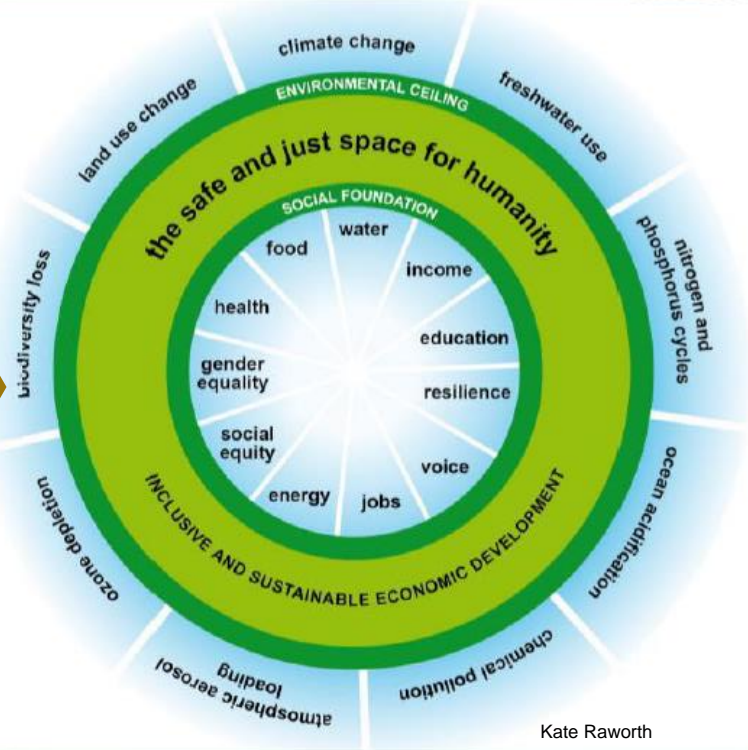 climate change
freshwater use
nitrogen and
phosphorus cycles
ocean acidification
chemical pollution
atmospheric aerosol
loading
ozone depletion
biodiversity loss
land use change
ENVIRONMENTAL CEILING
the safe and just space for humanity
SOCIAL FOUNDATION
water
income
education
resilience
voice
jobs
energy
social
equity
gender
equality
health
food
INCLUSIVE AND SUSTAINABLE ECONOMIC DEVELOPMENT
Kate Raworth